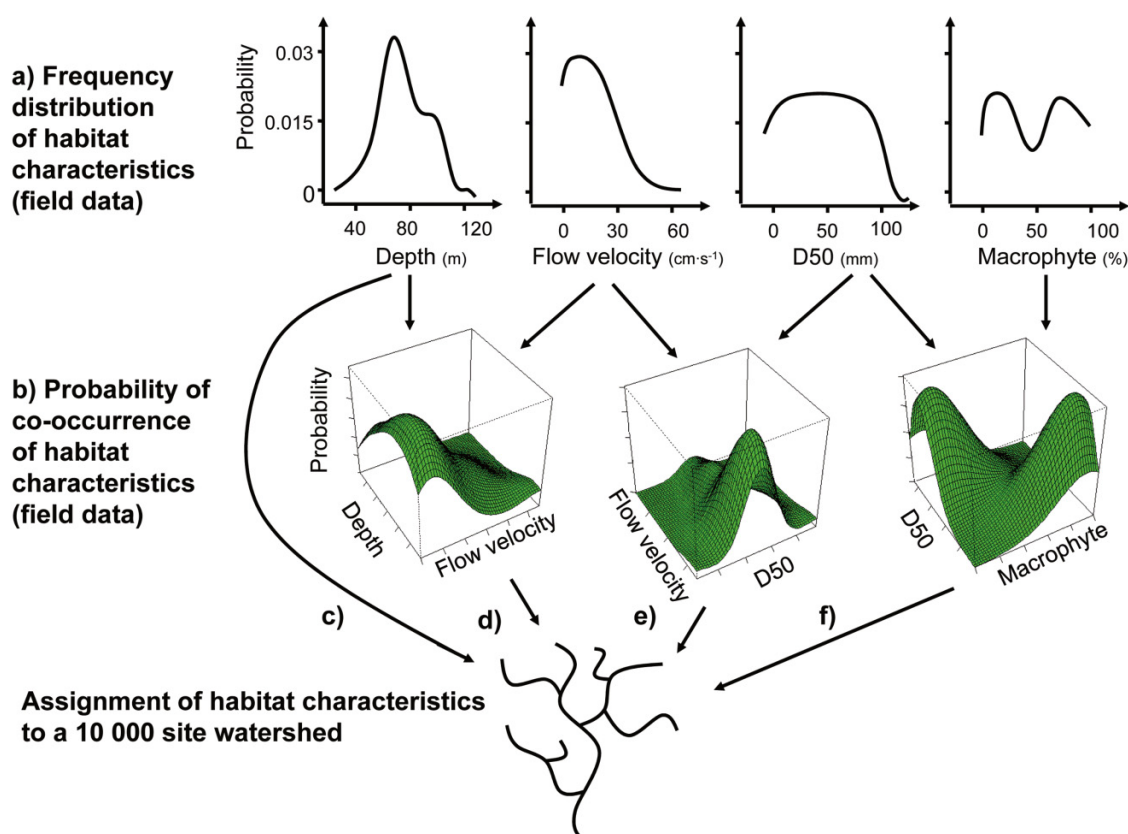 a) Frequency
distribution
of habitat
characteristics
(field data)
Probability
0.03
0.015
0
40 80 120
Depth (m)
0 30 60
Flow velocity (cm·s⁻¹)
0 50 100
D50 (mm)
0 50 100
Macrophyte (%)
b) Probability of
co-occurrence
of habitat
characteristics
(field data)
Probability
Depth
Flow velocity
Flow velocity
D50
D50
Macrophyte
c)
d)
e)
f)
Assignment of habitat characteristics
to a 10 000 site watershed